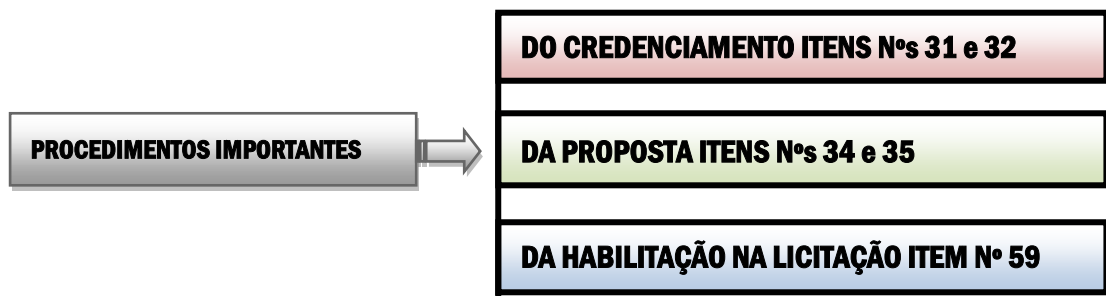 PROCEDIMENTOS IMPORTANTES
DO CREDENCIAMENTO ITENS Nºs 31 e 32
DA PROPOSTA ITENS Nºs 34 e 35
DA HABILITAÇÃO NA LICITAÇÃO ITEM Nº 59